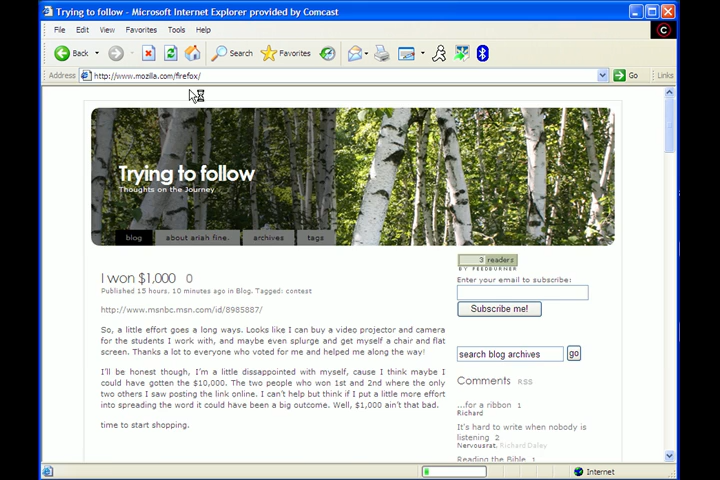 Trying to follow - Microsoft Internet Explorer provided by Comcast
File Edit View Favorites Tools Help
Back Search Favorites
Address http://www.mozilla.com/firefox/ Go Links
Trying to follow
Thoughts on the Journey.
blog about ariah fine. archives tags
3 readers
BY FEEDBURNER
I won $1,000 0
Published 15 hours, 10 minutes ago in Blog. Tagged: contest
http://www.msnbc.msn.com/id/8985887/
So, a little effort goes a long ways. Looks like I can buy a video projector and camera
for the students I work with, and maybe even splurge and get myself a chair and flat
screen. Thanks a lot to everyone who voted for me and helped me along the way!
I'll be honest though, I'm a little dissappointed with myself, cause I think maybe I
could have gotten the $10,000. The two people who won 1st and 2nd where the only
two others I saw posting the link online. I can't help but think if I put a little more effort
into spreading the word it could have been a big outcome. Well, $1,000 ain't that bad.
time to start shopping.
Enter your email to subscribe:
Subscribe me!
search blog archives go
Comments RSS
...for a ribbon 1
Richard
It's hard to write when nobody is
listening 2
Nervousrat, Richard Daley
Reading the Bible 1
Internet